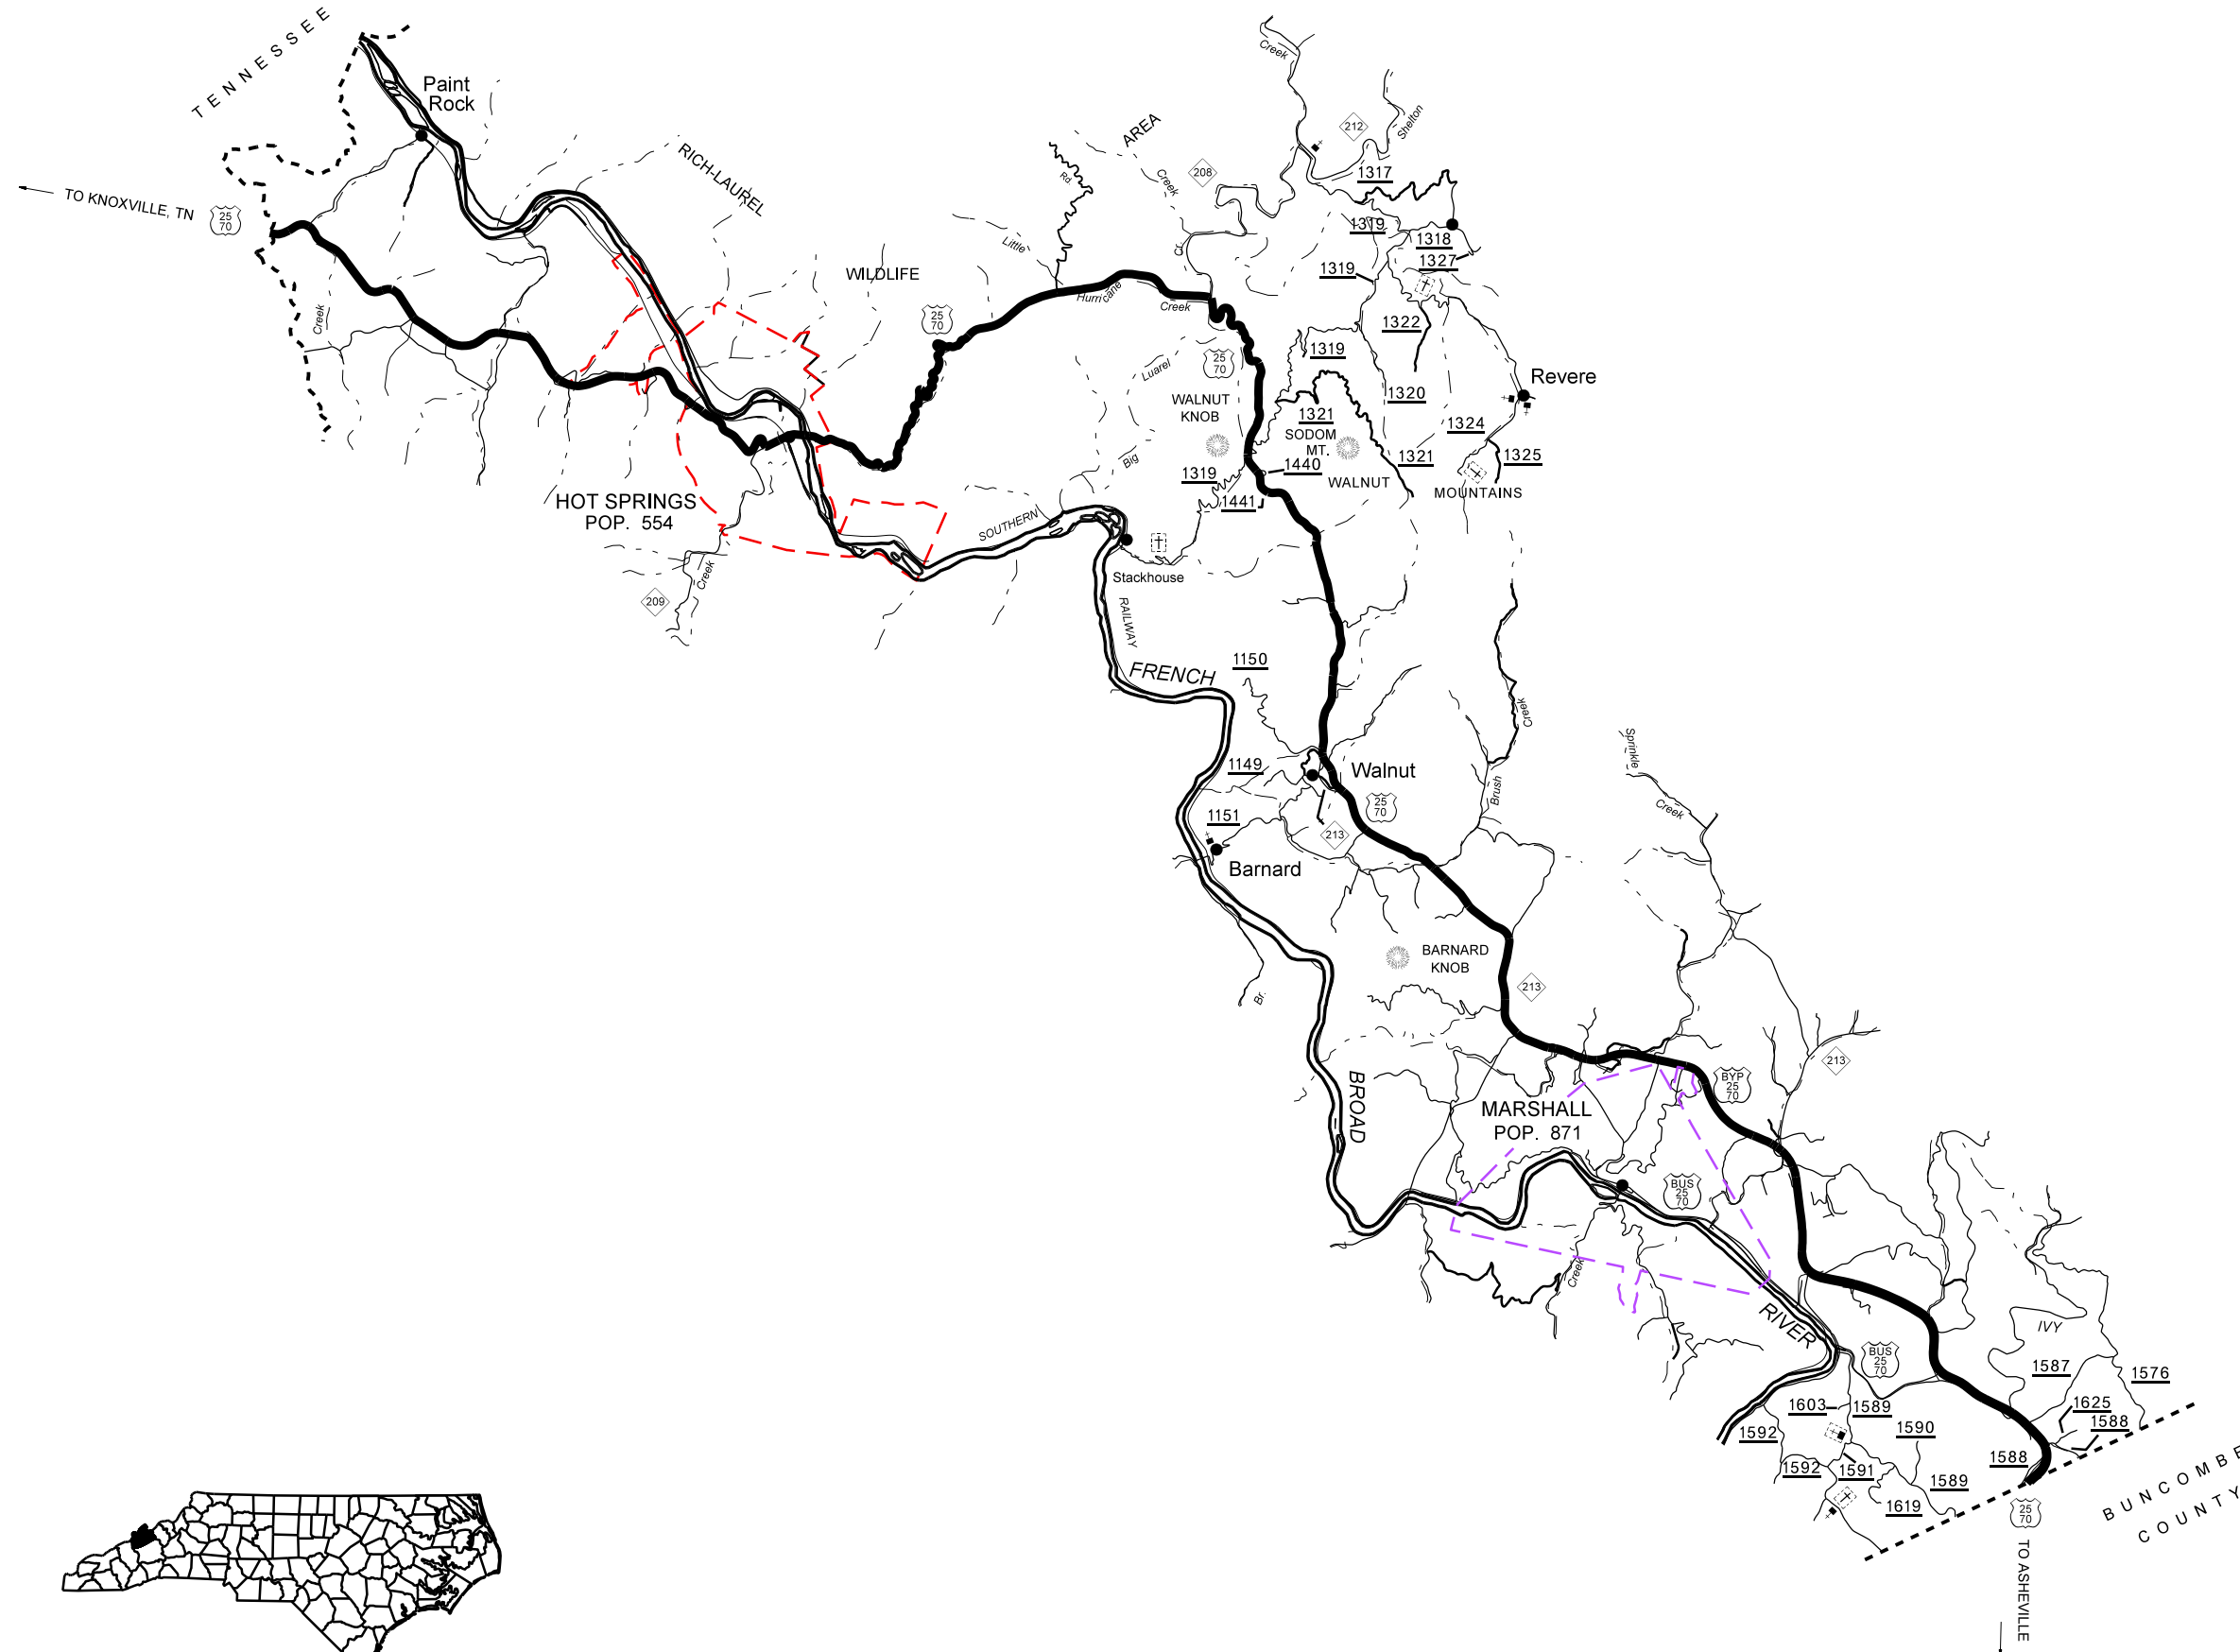 TENNESSEE
Paint
Rock
TO KNOXVILLE, TN
25
70
RICH-LAUREL
WILDLIFE
AREA
Creek
Shelton
212
208
Creek
Cr.
Rd.
Little
Hurricane
Creek
25
70
25
70
1317
1319
1318
1327
1319
1322
1319
1320
1321
1324
1321
1325
Revere
WALNUT
KNOB
SODOM
MT.
1440
WALNUT
MOUNTAINS
1319
1441
Luarel
Big
Creek
HOT SPRINGS
POP. 554
209
Creek
SOUTHERN
RAILWAY
Stackhouse
FRENCH
1150
1149
Walnut
25
70
213
1151
Barnard
Creek
Brush
Sprinkle
Creek
BARNARD
KNOB
213
Br.
BROAD
MARSHALL
POP. 871
BYP
25
70
213
BUS
25
70
Creek
RIVER
BUS
25
70
IVY
1587
1576
1603
1589
1625
1588
1592
1590
1592
1591
1588
1589
1619
25
70
BUNCOMBE
COUNTY
TO ASHEVILLE